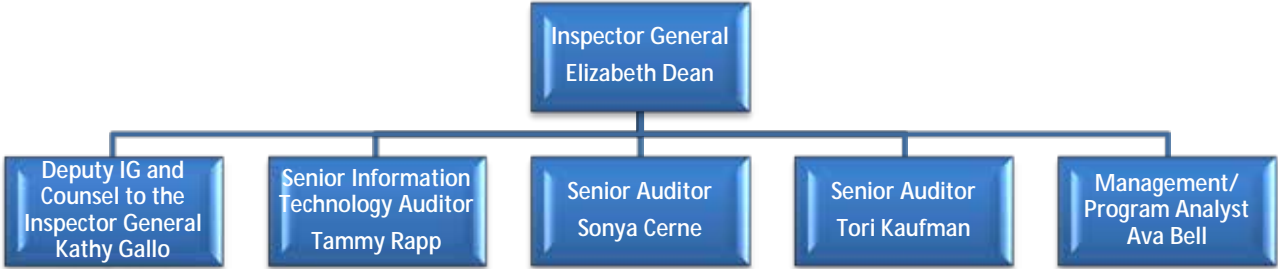 Inspector General
Elizabeth Dean
Deputy IG and
Counsel to the
Inspector General
Kathy Gallo
Senior Information
Technology Auditor
Tammy Rapp
Senior Auditor
Sonya Cerne
Senior Auditor
Tori Kaufman
Management/
Program Analyst
Ava Bell